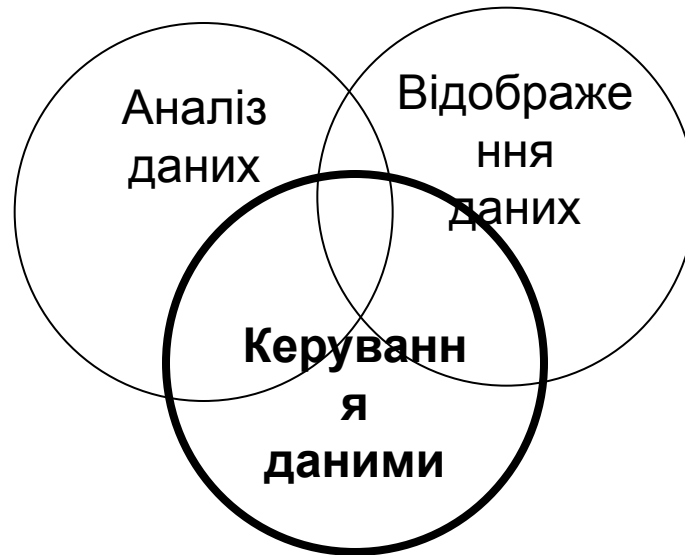 Аналіз
даних
Відображе
ння
даних
Керуванн
я
даними